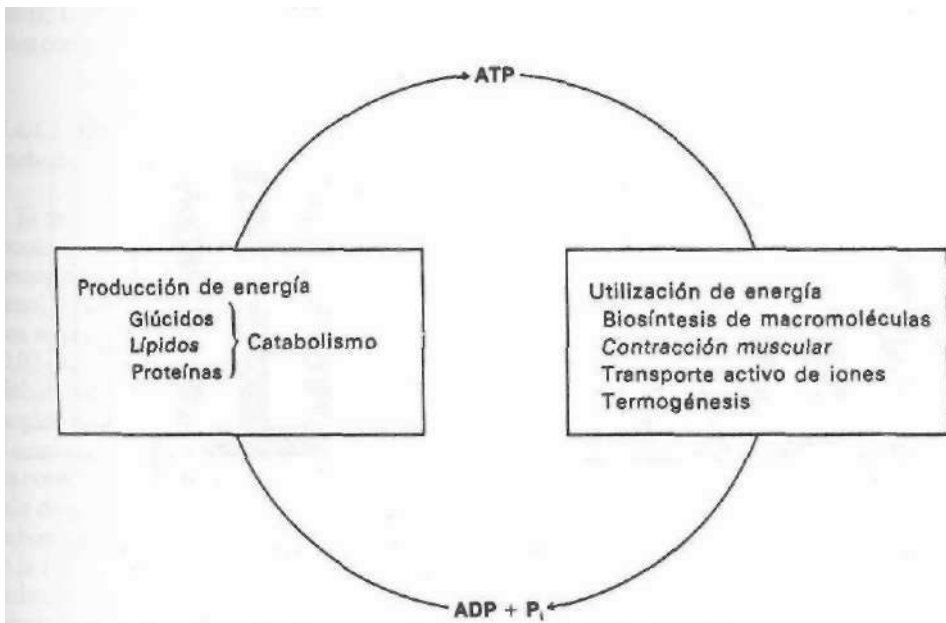 ATP
Producción de energía
Glúcidos
Lípidos
Proteínas
Catabolismo
Utilización de energía
Biosíntesis de macromoléculas
Contracción muscular
Transporte activo de iones
Termogénesis
ADP + Pi